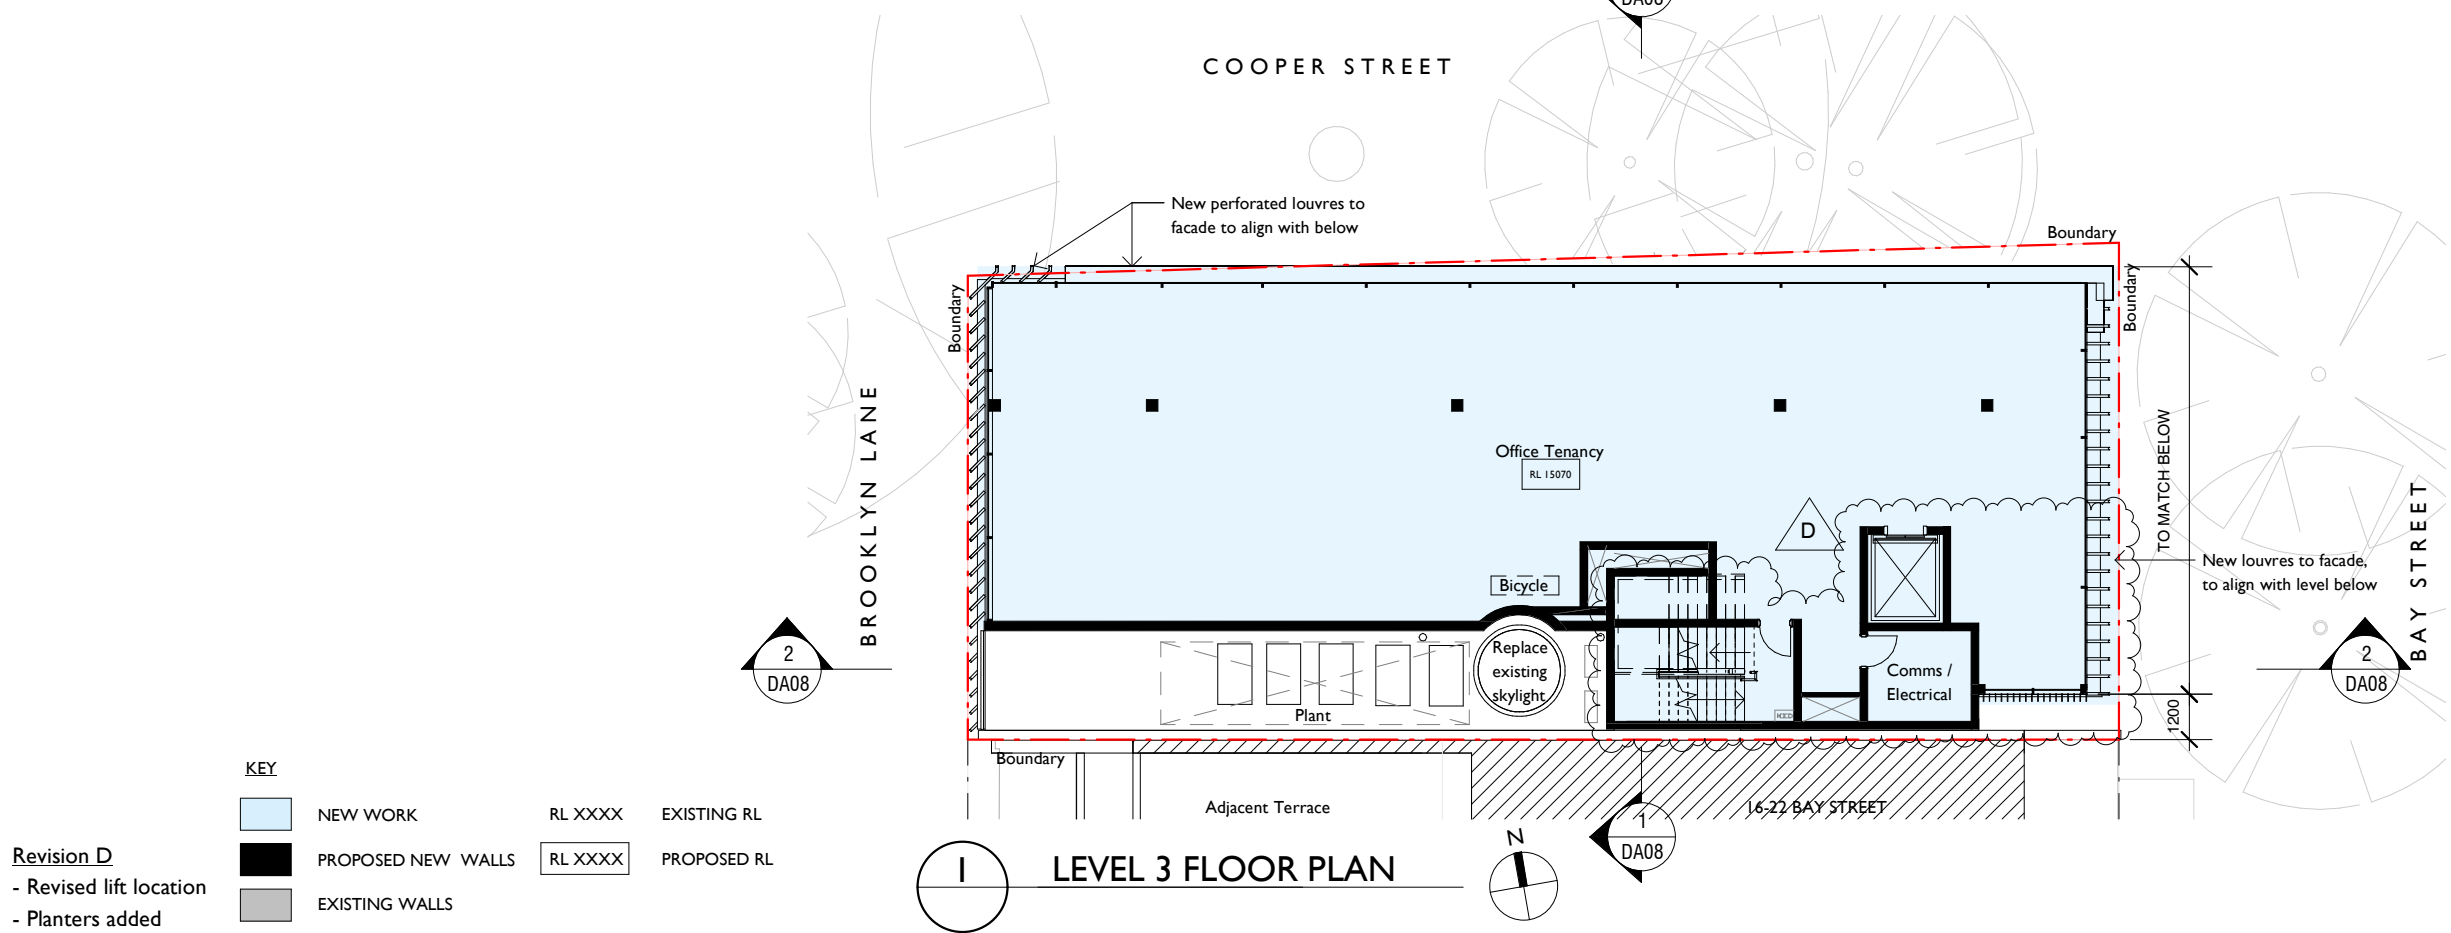 DA08
COOPER STREET
New perforated louvres to
facade to align with below
Boundary
Boundary
Boundary
BROOKLYN LANE
Office Tenancy
RL 15070
D
TO MATCH BELOW
BAY STREET
New louvres to facade,
to align with level below
Bicycle
2
DA08
Replace
existing
skylight
Comms /
Electrical
2
DA08
Plant
1200
Boundary
Adjacent Terrace
16-22 BAY STREET
KEY
NEW WORK
RL XXXX
EXISTING RL
PROPOSED NEW WALLS
RL XXXX
PROPOSED RL
EXISTING WALLS
Revision D
- Revised lift location
- Planters added
1
LEVEL 3 FLOOR PLAN
N
1
DA08